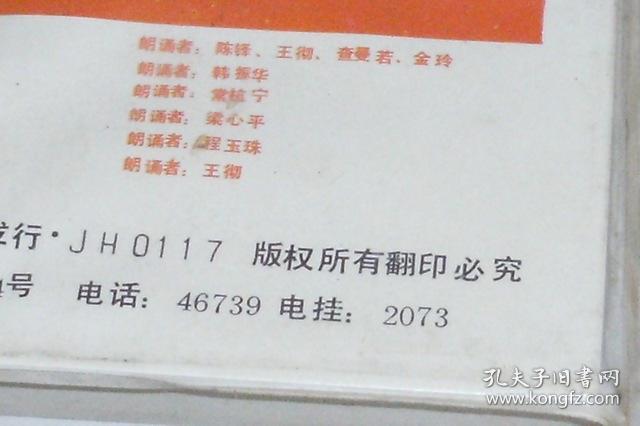 朗诵者：陈铎、王彻、查曼若、金玲
朗诵者：韩振华
朗诵者：常杭宁
朗诵者：梁心平
朗诵者：程玉珠
朗诵者：王彻
发行·JH0117 版权所有翻印必究
号 电话：46739 电挂：2073
孔夫子旧书网
www.kongfz.com